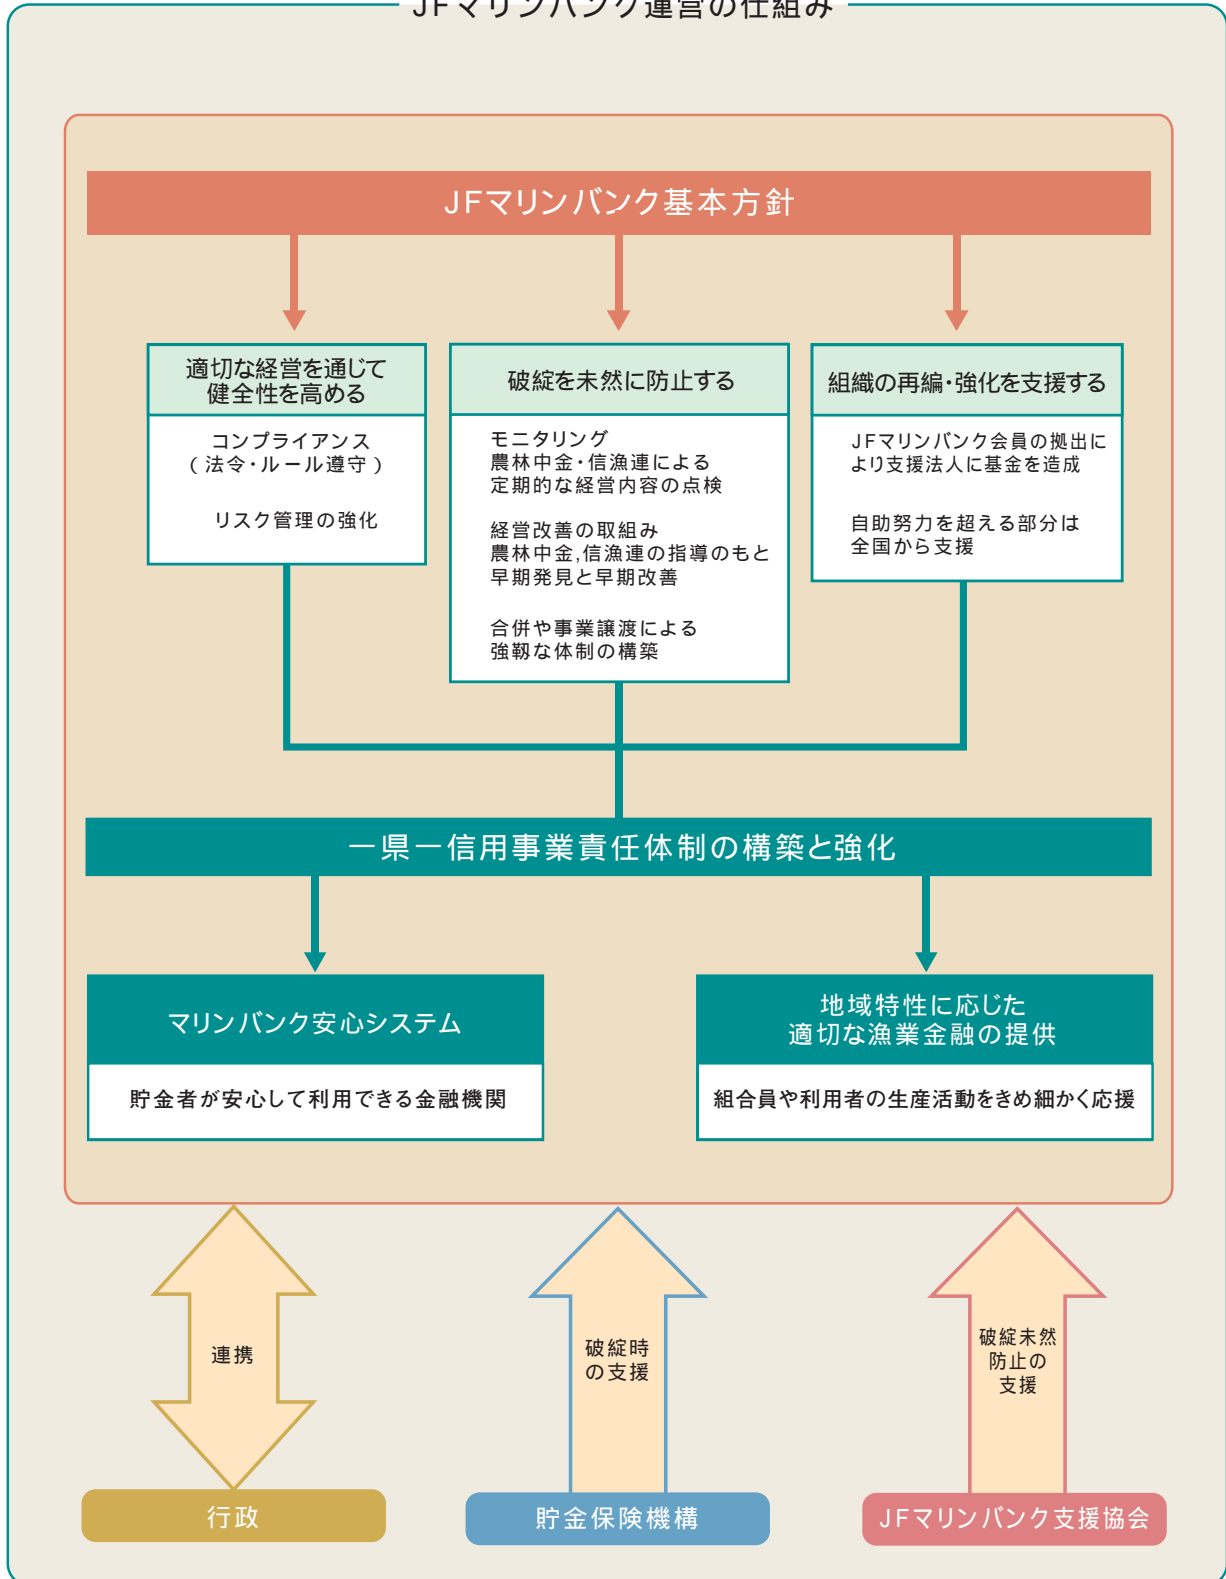 JFマリンバンク運営の仕組み
JFマリンバンク基本方針
適切な経営を通じて
健全性を高める
コンプライアンス
(法令・ルール遵守)
リスク管理の強化
破綻を未然に防止する
モニタリング
農林中金・信漁連による
定期的な経営内容の点検
経営改善の取組み
農林中金,信漁連の指導のもと
早期発見と早期改善
合併や事業譲渡による
強靱な体制の構築
組織の再編・強化を支援する
JFマリンバンク会員の拠出に
より支援法人に基金を造成
自助努力を超える部分は
全国から支援
一県一信用事業責任体制の構築と強化
マリンバンク安心システム
貯金者が安心して利用できる金融機関
地域特性に応じた
適切な漁業金融の提供
組合員や利用者の生産活動をきめ細かく応援
連携
破綻時
の支援
破綻未然
防止の
支援
行政
貯金保険機構
JFマリンバンク支援協会